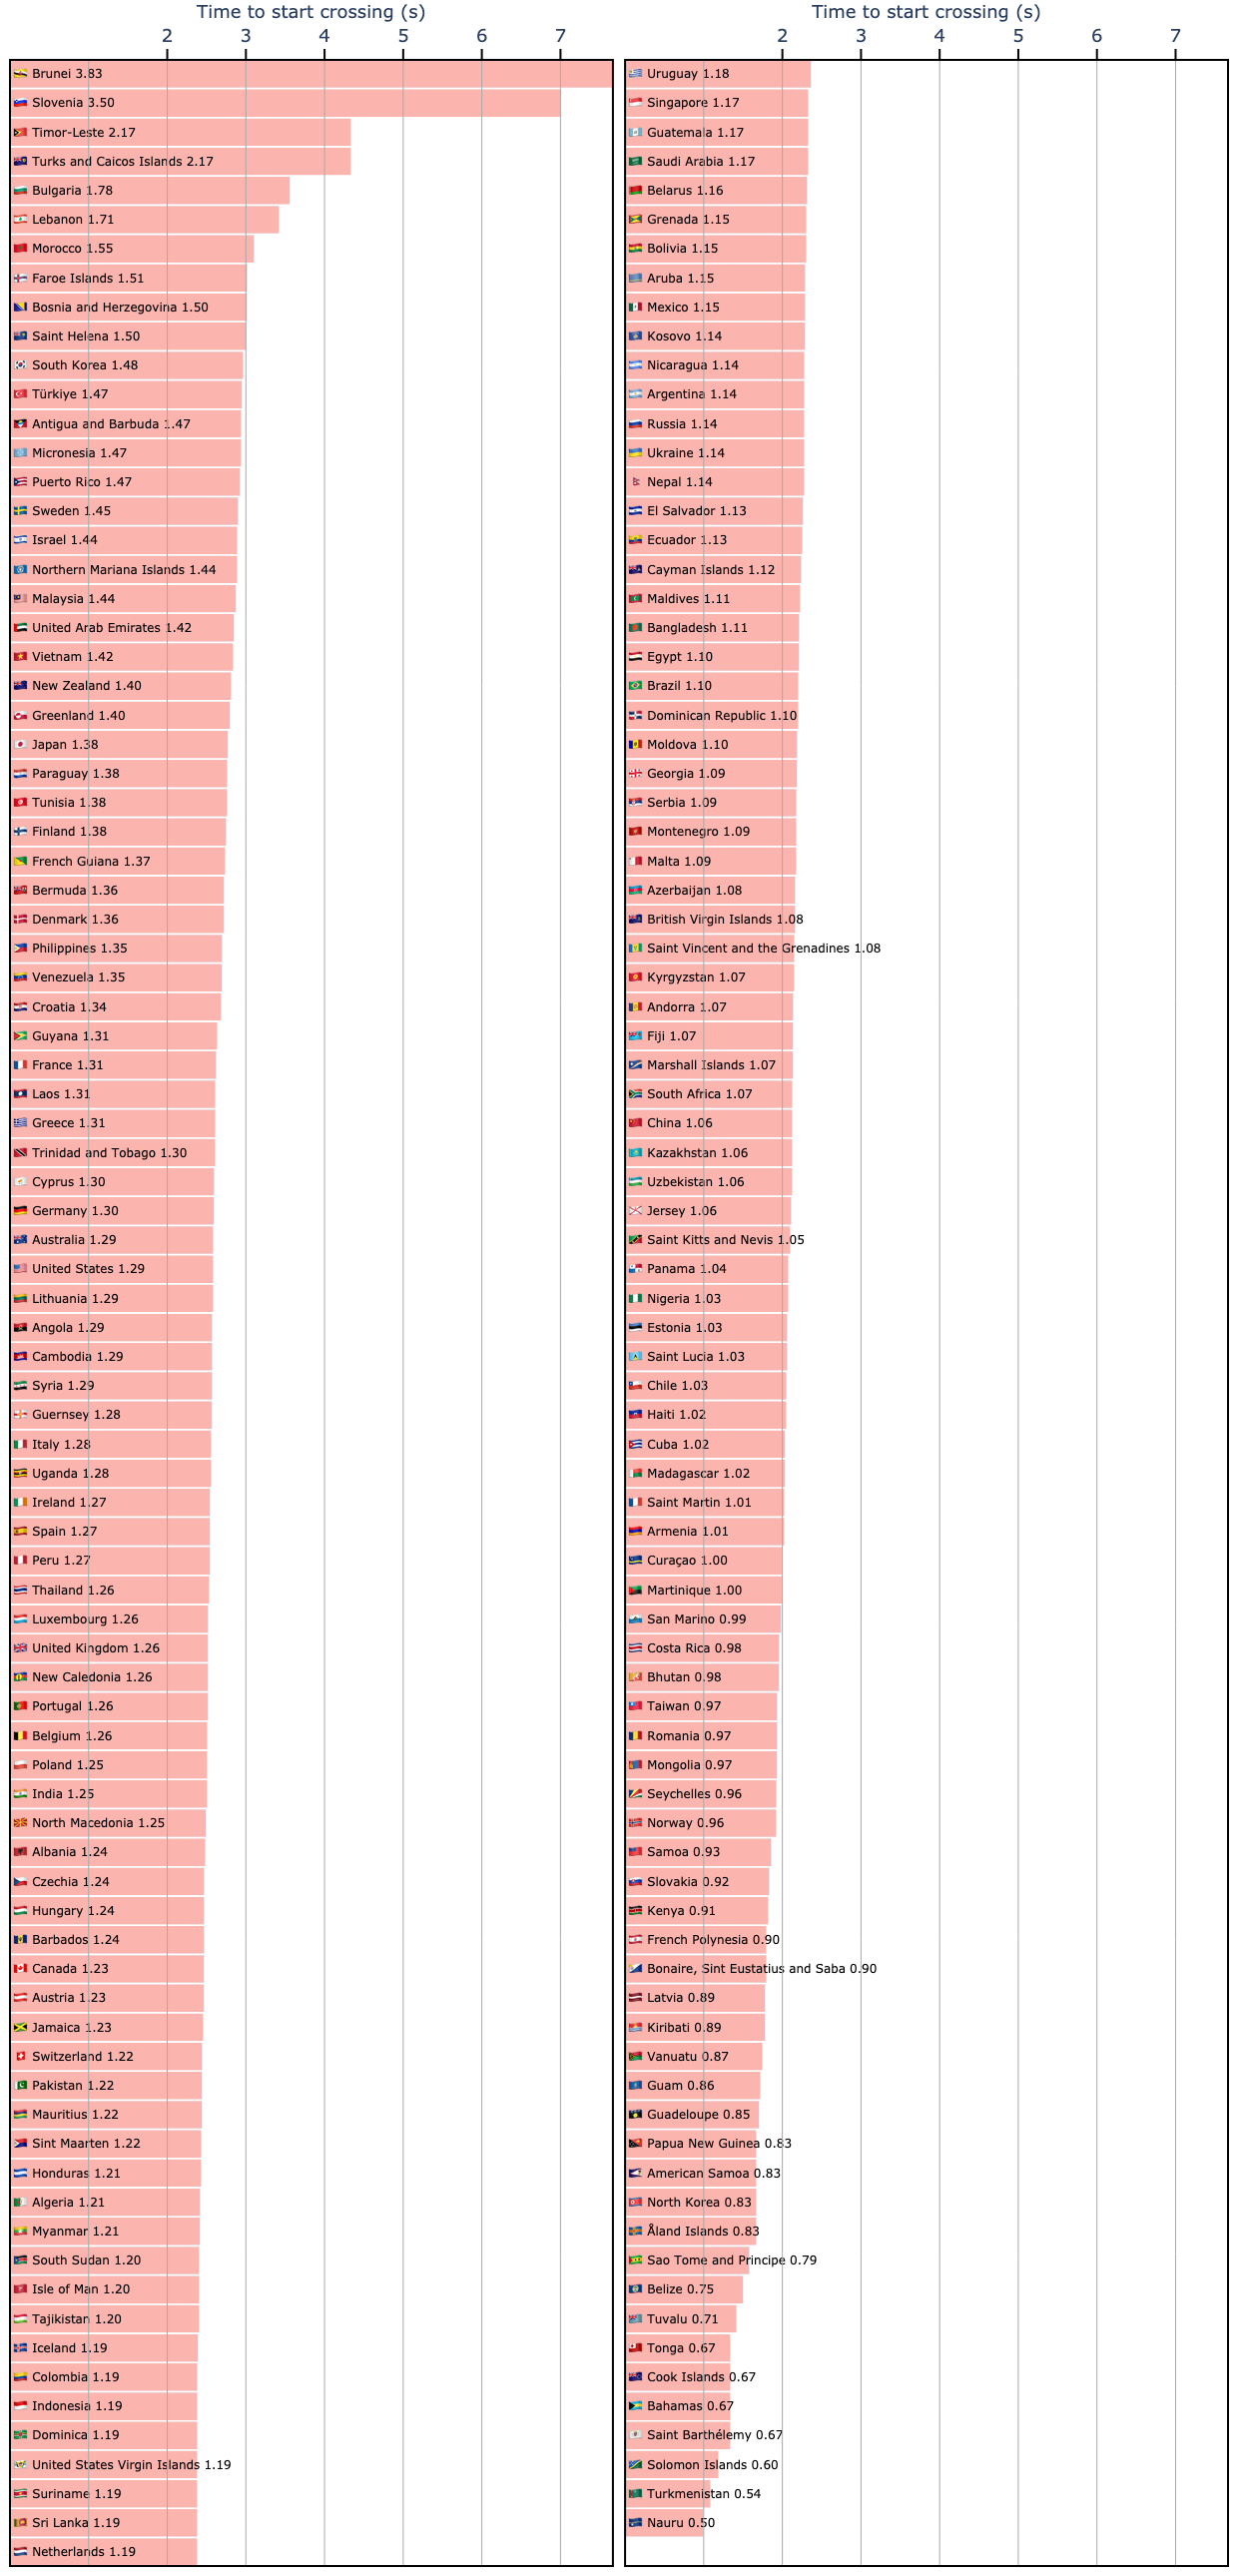 Time to start crossing (s)
2 3 4 5 6 7
Brunei 3.83
Slovenia 3.50
Timor-Leste 2.17
Turks and Caicos Islands 2.17
Bulgaria 1.78
Lebanon 1.71
Morocco 1.55
Faroe Islands 1.51
Bosnia and Herzegovina 1.50
Saint Helena 1.50
South Korea 1.48
Türkiye 1.47
Antigua and Barbuda 1.47
Micronesia 1.47
Puerto Rico 1.47
Sweden 1.45
Israel 1.44
Northern Mariana Islands 1.44
Malaysia 1.44
United Arab Emirates 1.42
Vietnam 1.42
New Zealand 1.40
Greenland 1.40
Japan 1.38
Paraguay 1.38
Tunisia 1.38
Finland 1.38
French Guiana 1.37
Bermuda 1.36
Denmark 1.36
Philippines 1.35
Venezuela 1.35
Croatia 1.34
Guyana 1.31
France 1.31
Laos 1.31
Greece 1.31
Trinidad and Tobago 1.30
Cyprus 1.30
Germany 1.30
Australia 1.29
United States 1.29
Lithuania 1.29
Angola 1.29
Cambodia 1.29
Syria 1.29
Guernsey 1.28
Italy 1.28
Uganda 1.28
Ireland 1.27
Spain 1.27
Peru 1.27
Thailand 1.26
Luxembourg 1.26
United Kingdom 1.26
New Caledonia 1.26
Portugal 1.26
Belgium 1.26
Poland 1.25
India 1.25
North Macedonia 1.25
Albania 1.24
Czechia 1.24
Hungary 1.24
Barbados 1.24
Canada 1.23
Austria 1.23
Jamaica 1.23
Switzerland 1.22
Pakistan 1.22
Mauritius 1.22
Sint Maarten 1.22
Honduras 1.21
Algeria 1.21
Myanmar 1.21
South Sudan 1.20
Isle of Man 1.20
Tajikistan 1.20
Iceland 1.19
Colombia 1.19
Indonesia 1.19
Dominica 1.19
United States Virgin Islands 1.19
Suriname 1.19
Sri Lanka 1.19
Netherlands 1.19
Time to start crossing (s)
2 3 4 5 6 7
Uruguay 1.18
Singapore 1.17
Guatemala 1.17
Saudi Arabia 1.17
Belarus 1.16
Grenada 1.15
Bolivia 1.15
Aruba 1.15
Mexico 1.15
Kosovo 1.14
Nicaragua 1.14
Argentina 1.14
Russia 1.14
Ukraine 1.14
Nepal 1.14
El Salvador 1.13
Ecuador 1.13
Cayman Islands 1.12
Maldives 1.11
Bangladesh 1.11
Egypt 1.10
Brazil 1.10
Dominican Republic 1.10
Moldova 1.10
Georgia 1.09
Serbia 1.09
Montenegro 1.09
Malta 1.09
Azerbaijan 1.08
British Virgin Islands 1.08
Saint Vincent and the Grenadines 1.08
Kyrgyzstan 1.07
Andorra 1.07
Fiji 1.07
Marshall Islands 1.07
South Africa 1.07
China 1.06
Kazakhstan 1.06
Uzbekistan 1.06
Jersey 1.06
Saint Kitts and Nevis 1.05
Panama 1.04
Nigeria 1.03
Estonia 1.03
Saint Lucia 1.03
Chile 1.03
Haiti 1.02
Cuba 1.02
Madagascar 1.02
Saint Martin 1.01
Armenia 1.01
Curaçao 1.00
Martinique 1.00
San Marino 0.99
Costa Rica 0.98
Bhutan 0.98
Taiwan 0.97
Romania 0.97
Mongolia 0.97
Seychelles 0.96
Norway 0.96
Samoa 0.93
Slovakia 0.92
Kenya 0.91
French Polynesia 0.90
Bonaire, Sint Eustatius and Saba 0.90
Latvia 0.89
Kiribati 0.89
Vanuatu 0.87
Guam 0.86
Guadeloupe 0.85
Papua New Guinea 0.83
American Samoa 0.83
North Korea 0.83
Åland Islands 0.83
Sao Tome and Principe 0.79
Belize 0.75
Tuvalu 0.71
Tonga 0.67
Cook Islands 0.67
Bahamas 0.67
Saint Barthélemy 0.67
Solomon Islands 0.60
Turkmenistan 0.54
Nauru 0.50